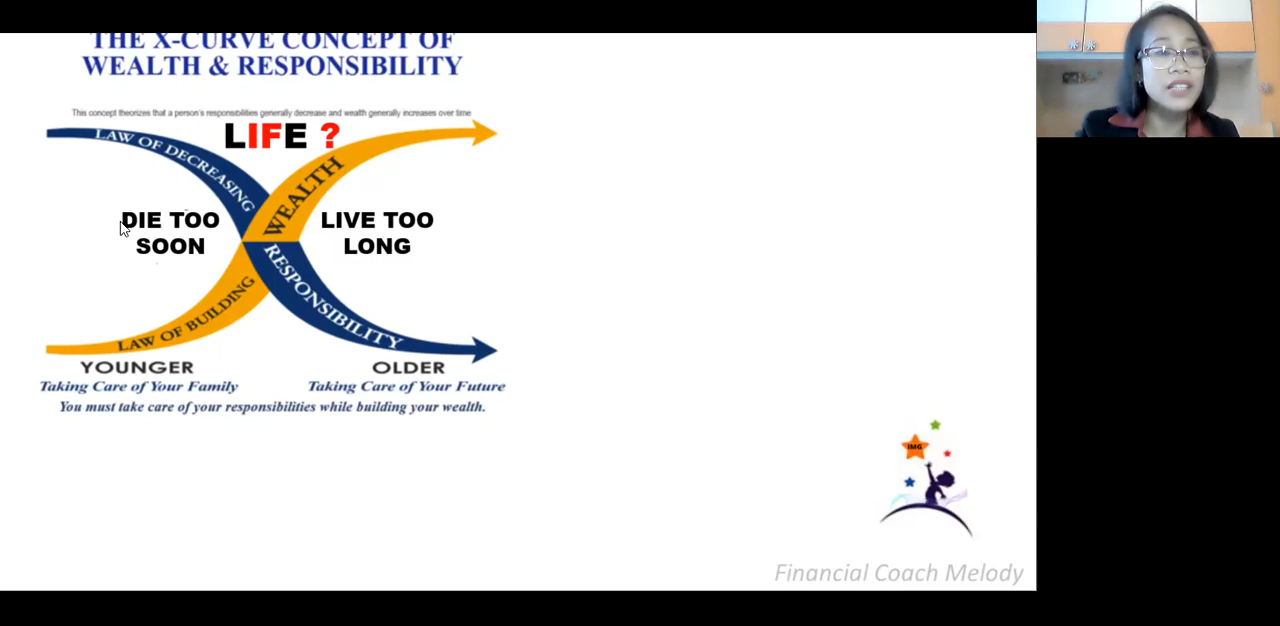 THE X-CURVE CONCEPT OF
WEALTH & RESPONSIBILITY
This concept theorizes that a person's responsibilities generally decrease and wealth generally increases over time
LIFE ?
LAW OF DECREASING
WEALTH
DIE TOO
SOON
LIVE TOO
LONG
LAW OF BUILDING
RESPONSIBILITY
YOUNGER
OLDER
Taking Care of Your Family
Taking Care of Your Future
You must take care of your responsibilities while building your wealth.
IMG
Financial Coach Melody